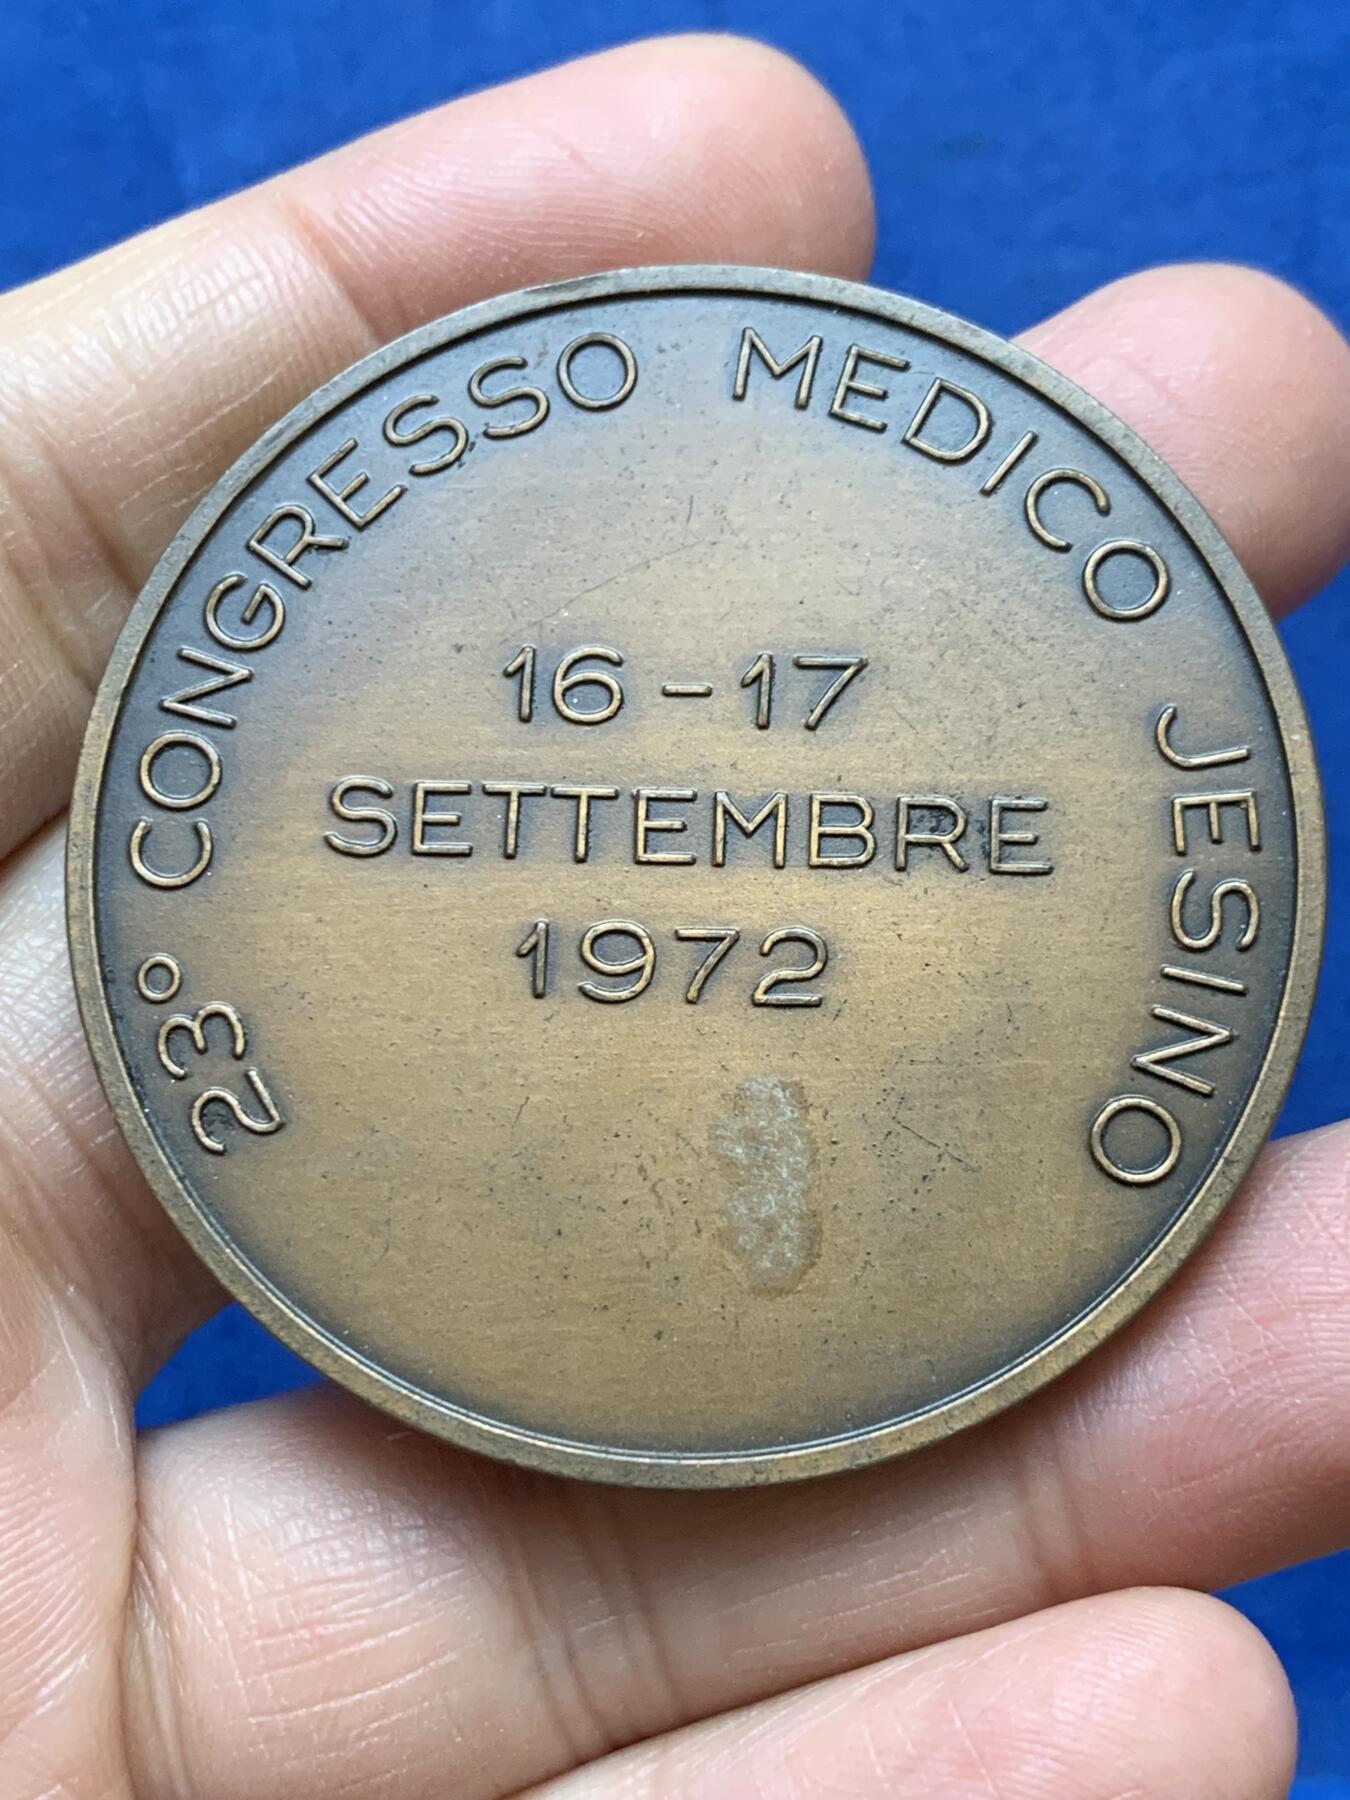 23° CONGRESSO MEDICO JESINO
16-17
SETTEMBRE
1972